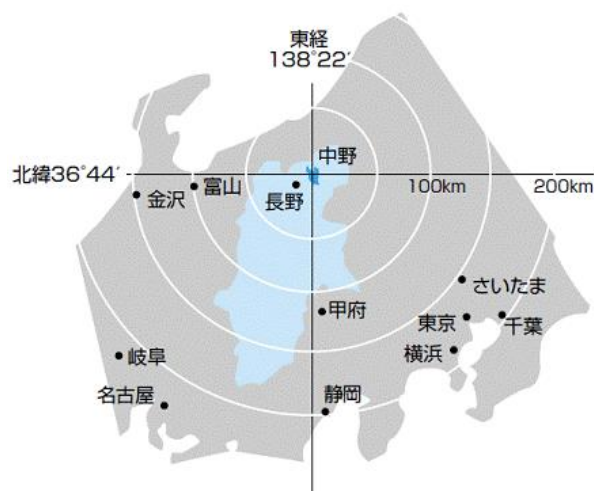 東経
138°22′
中野
北緯36°44′
富山
100km
200km
金沢
長野
さいたま
甲府
東京
千葉
横浜
岐阜
名古屋
静岡